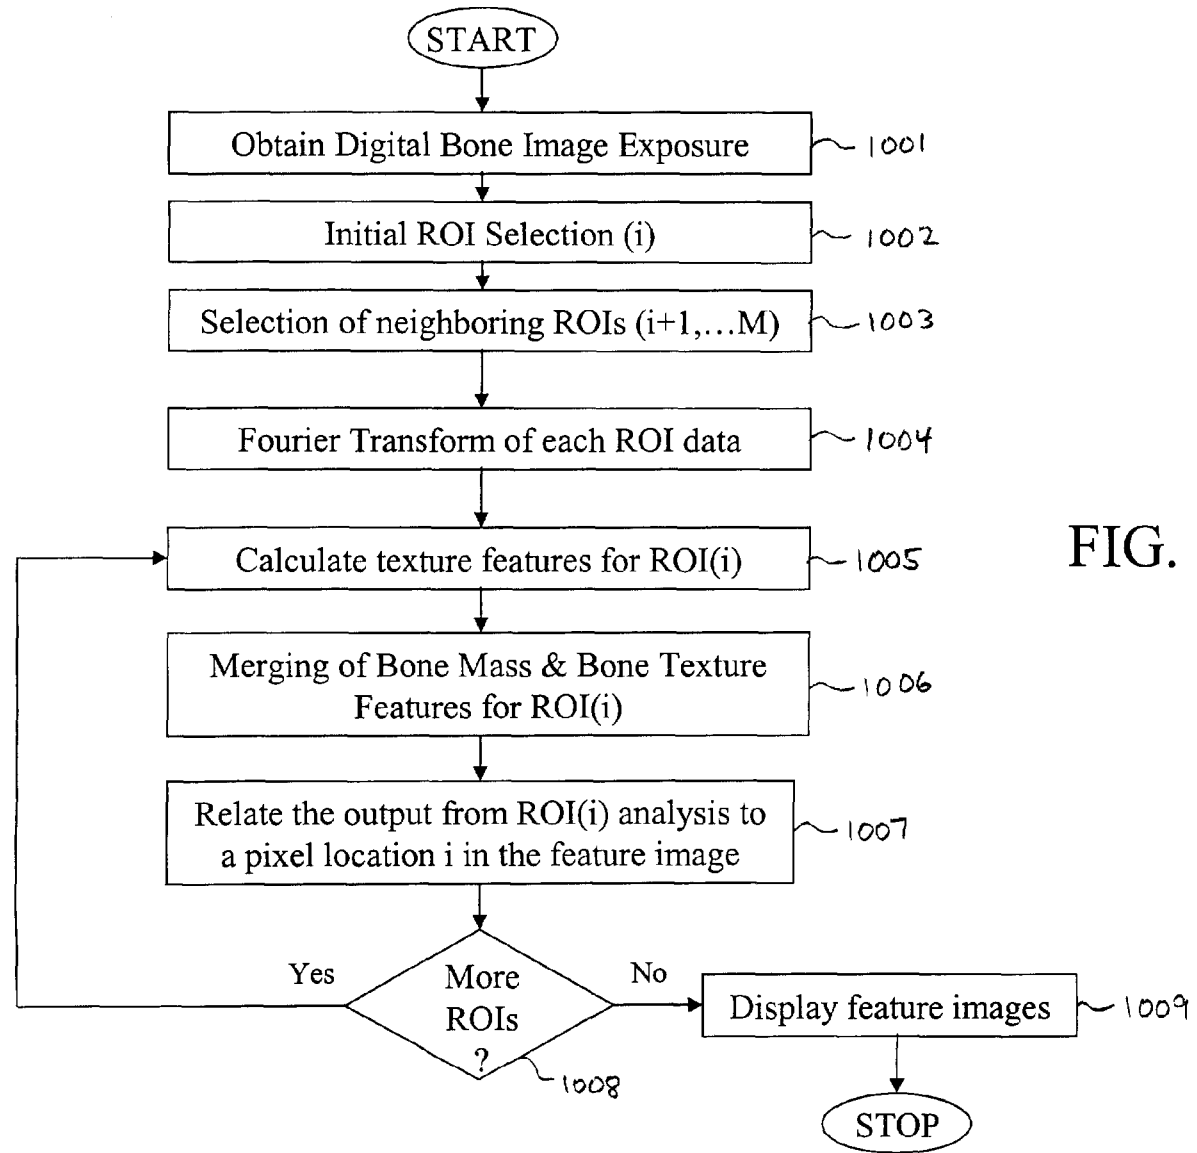 START
Obtain Digital Bone Image Exposure
1001
Initial ROI Selection (i)
1002
Selection of neighboring ROIs (i+1,…M)
1003
Fourier Transform of each ROI data
1004
Calculate texture features for ROI(i)
1005
FIG.
Merging of Bone Mass & Bone Texture
Features for ROI(i)
1006
Relate the output from ROI(i) analysis to
a pixel location i in the feature image
1007
Yes
More
ROIs
?
No
1008
Display feature images
1009
STOP